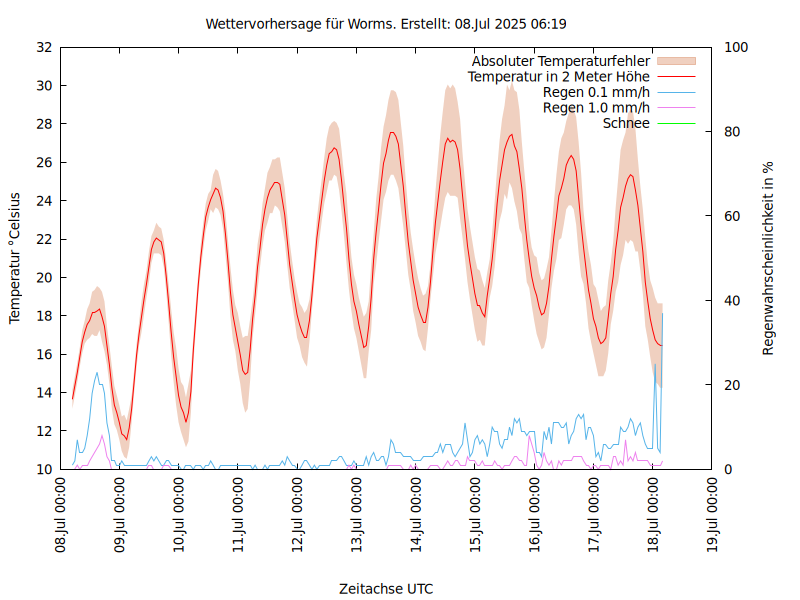 Wettervorhersage für Worms. Erstellt: 08.Jul 2025 06:19
Absoluter Temperaturfehler
Temperatur in 2 Meter Höhe
Regen 0.1 mm/h
Regen 1.0 mm/h
Schnee
Temperatur °Celsius
32
30
28
26
24
22
20
18
16
14
12
10
100
80
60
40
20
0
Regenwahrscheinlichkeit in %
08.Jul 00:00
09.Jul 00:00
10.Jul 00:00
11.Jul 00:00
12.Jul 00:00
13.Jul 00:00
14.Jul 00:00
15.Jul 00:00
16.Jul 00:00
17.Jul 00:00
18.Jul 00:00
19.Jul 00:00
Zeitachse UTC